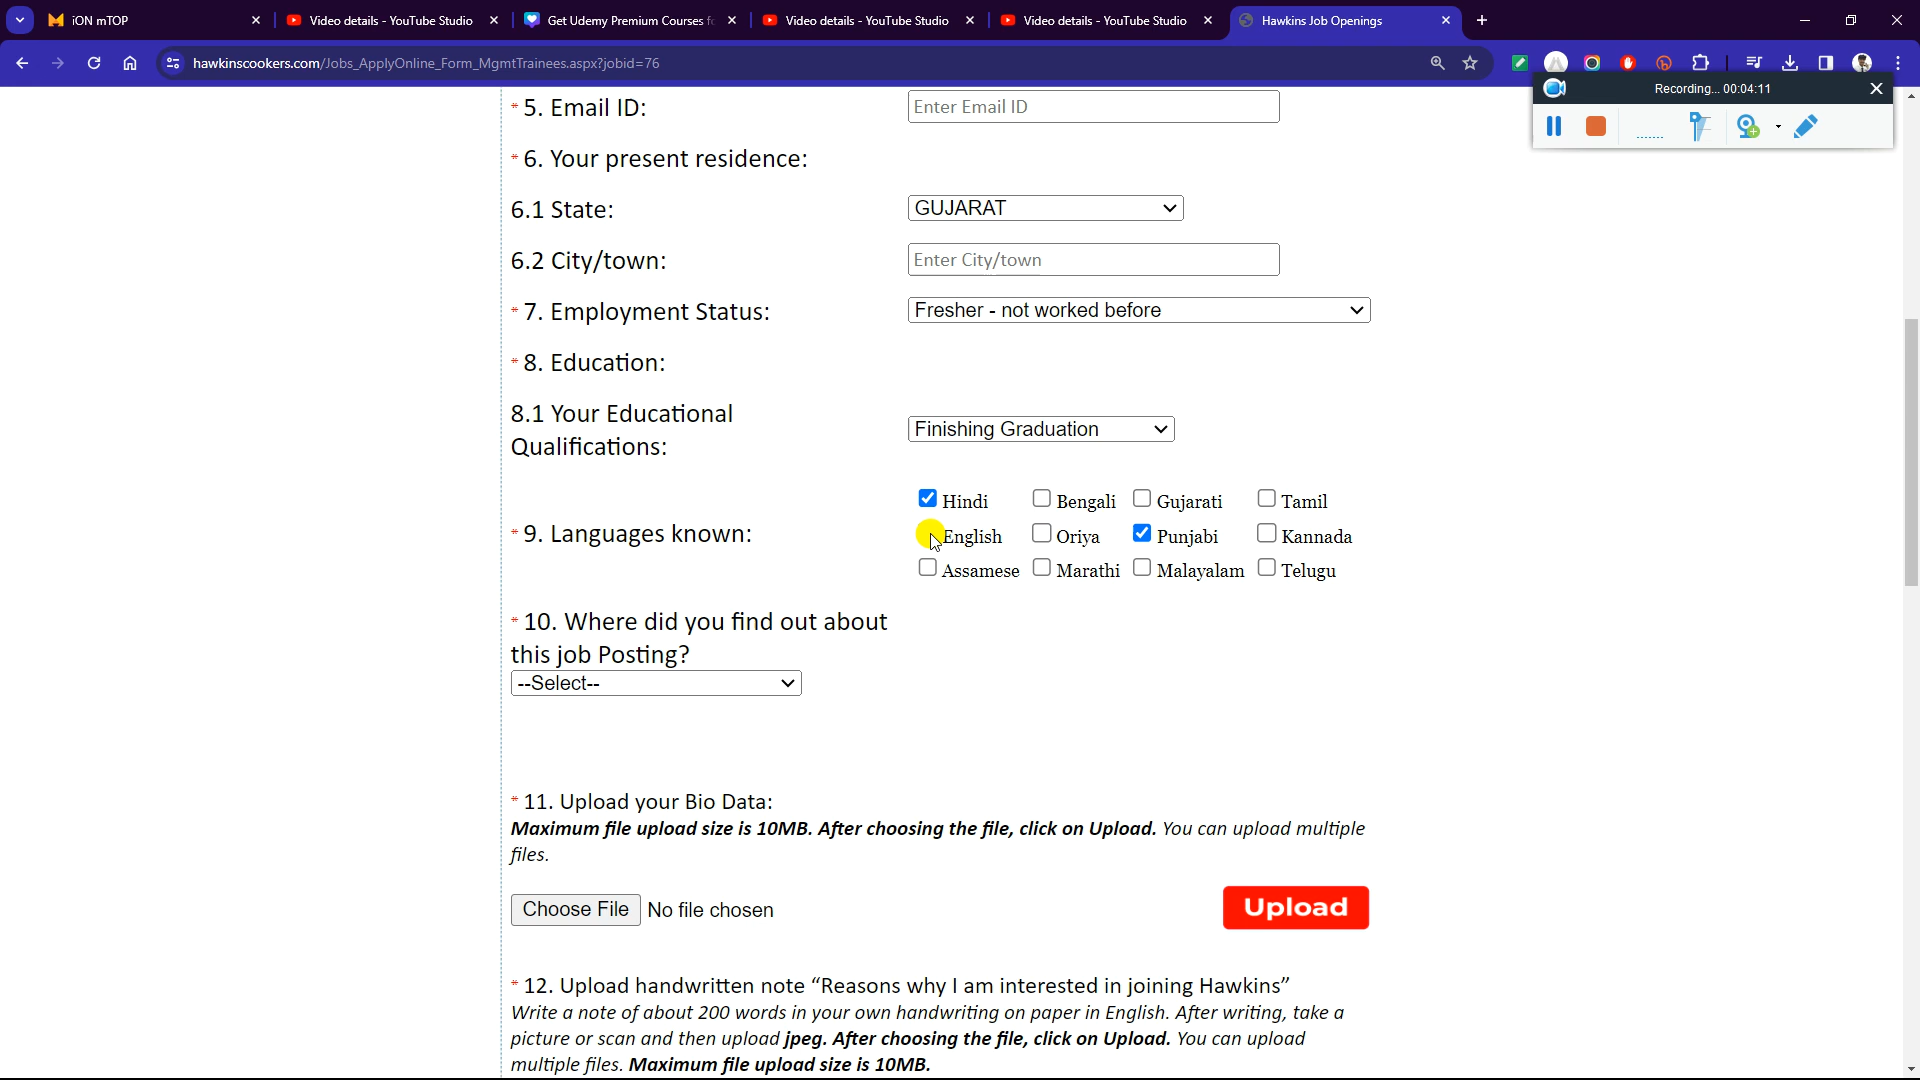 iON mTOP
Video details - YouTube Studio
Get Udemy Premium Courses f
Video details - YouTube Studio
Video details - YouTube Studio
Hawkins Job Openings
hawkinscookers.com/Jobs_ApplyOnline_Form_MgmtTrainees.aspx?jobid=76
Recording... 00:04:11
* 5. Email ID:
Enter Email ID
* 6. Your present residence:
6.1 State:
GUJARAT
6.2 City/town:
Enter City/town
* 7. Employment Status:
Fresher - not worked before
* 8. Education:
8.1 Your Educational
Qualifications:
Finishing Graduation
* 9. Languages known:
Hindi Bengali Gujarati Tamil
English Oriya Punjabi Kannada
Assamese Marathi Malayalam Telugu
* 10. Where did you find out about
this job Posting?
--Select--
* 11. Upload your Bio Data:
Maximum file upload size is 10MB. After choosing the file, click on Upload. You can upload multiple
files.
Choose File No file chosen
Upload
* 12. Upload handwritten note “Reasons why I am interested in joining Hawkins”
Write a note of about 200 words in your own handwriting on paper in English. After writing, take a
picture or scan and then upload jpeg. After choosing the file, click on Upload. You can upload
multiple files. Maximum file upload size is 10MB.